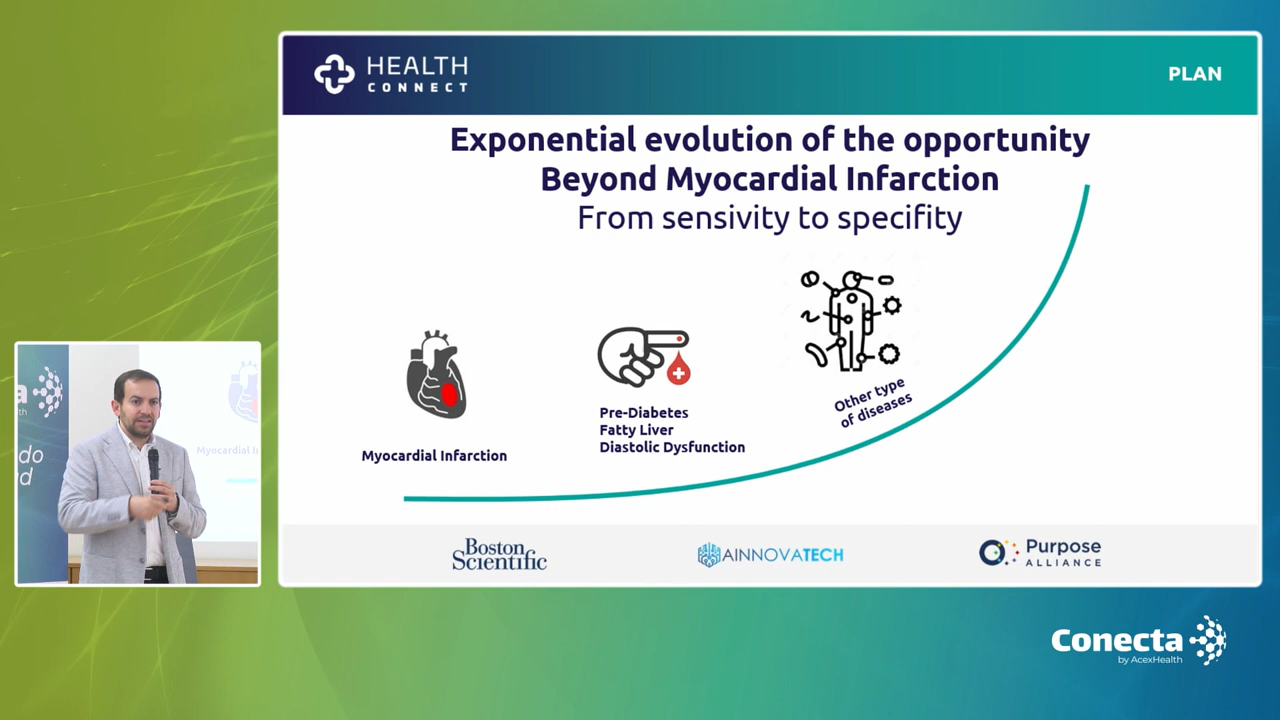 HEALTH
CONNECT
PLAN
Exponential evolution of the opportunity
Beyond Myocardial Infarction
From sensivity to specifity
Myocardial Infarction
Pre-Diabetes
Fatty Liver
Diastolic Dysfunction
Other type
of diseases
Boston
Scientific
AINNOVATECH
Purpose
ALLIANCE
Myocardial
Conecta
by AcexHealth